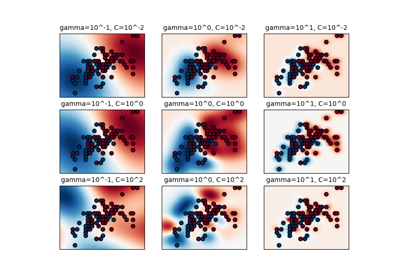 gamma=10^-1, C=10^-2
gamma=10^0, C=10^-2
gamma=10^1, C=10^-2
gamma=10^-1, C=10^0
gamma=10^0, C=10^0
gamma=10^1, C=10^0
gamma=10^-1, C=10^2
gamma=10^0, C=10^2
gamma=10^1, C=10^2